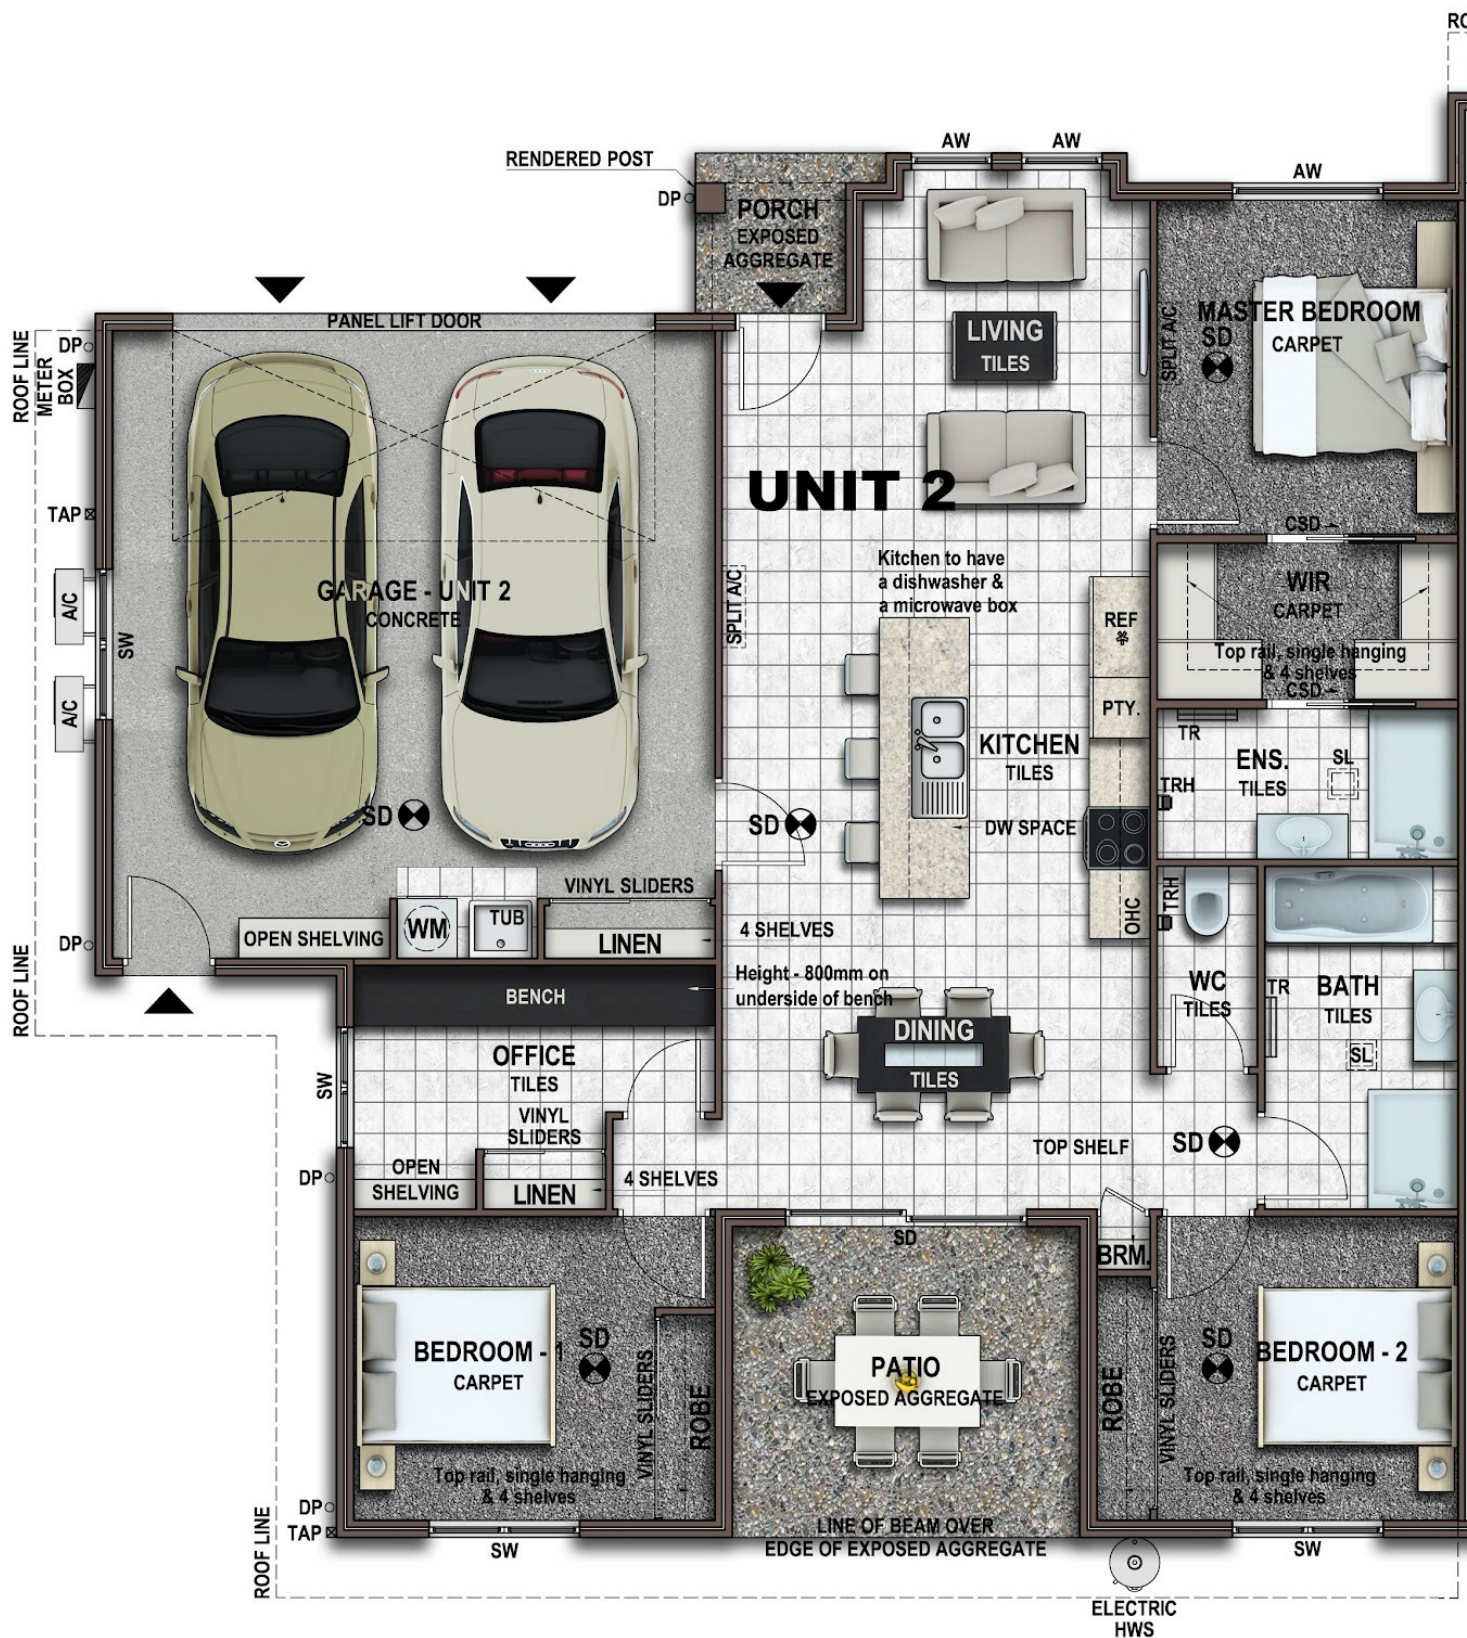 RO
AW
AW
AW
RENDERED POST
DP
PORCH
EXPOSED
AGGREGATE
PANEL LIFT DOOR
ROOF LINE
METER
BOX
DP
LIVING
TILES
SPLIT A/C
MASTER BEDROOM
SD
CARPET
UNIT 2
TAP
CSD
Kitchen to have
a dishwasher &
a microwave box
GARAGE - UNIT 2
CONCRETE
A/C
SW
A/C
SPLIT A/C
REF
PTY.
WIR
CARPET
Top rail, single hanging
& 4 shelves
CSD
TR
KITCHEN
TILES
ENS.
TILES
SL
TRH
SD
SD
DW SPACE
VINYL SLIDERS
OHC
TRH
WM
TUB
OPEN SHELVING
LINEN
4 SHELVES
DP
ROOF LINE
Height - 800mm on
underside of bench
BENCH
WC
TILES
TR
BATH
TILES
SL
DINING
TILES
OFFICE
TILES
SW
VINYL
SLIDERS
TOP SHELF
SD
DP
OPEN
SHELVING
LINEN
4 SHELVES
SD
BRM.
BEDROOM - 1
CARPET
SD
VINYL SLIDERS
ROBE
Top rail, single hanging
& 4 shelves
PATIO
EXPOSED AGGREGATE
ROBE
VINYL SLIDERS
SD
BEDROOM - 2
CARPET
Top rail, single hanging
& 4 shelves
DP
TAP
ROOF LINE
SW
LINE OF BEAM OVER
EDGE OF EXPOSED AGGREGATE
SW
ELECTRIC
HWS